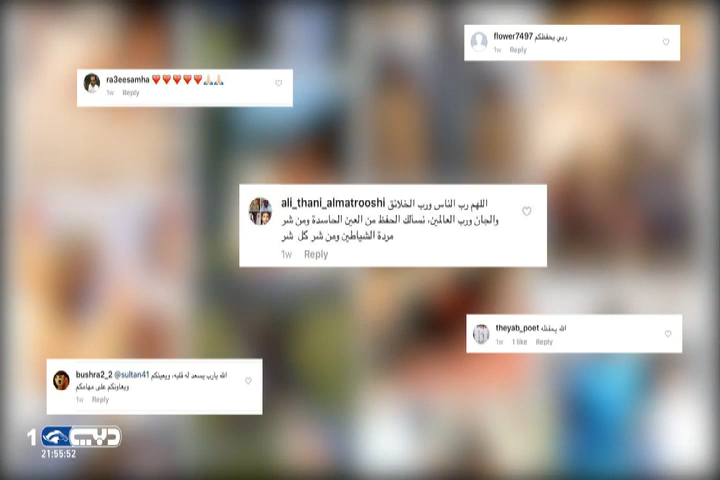 flower7497 ربي يحفظكم
1w Reply
ra3eesamha ❤️❤️❤️❤️❤️🙏🏻🙏🏻
1w Reply
ali_thani_almatrooshi اللهم رب الناس ورب الخلائق
والجان ورب العالمين، نسألك الحفظ من العين الحاسدة ومن شر
مردة الشياطين ومن شر كل شر
1w Reply
theyab_poet الله يحفظه
1w 1 like Reply
bushra2_2 @sultan41 الله يارب يسعد له قلبه، ويعينكم
ويعاونكم على مهامكم
1w Reply
1 دبي
21:55:52